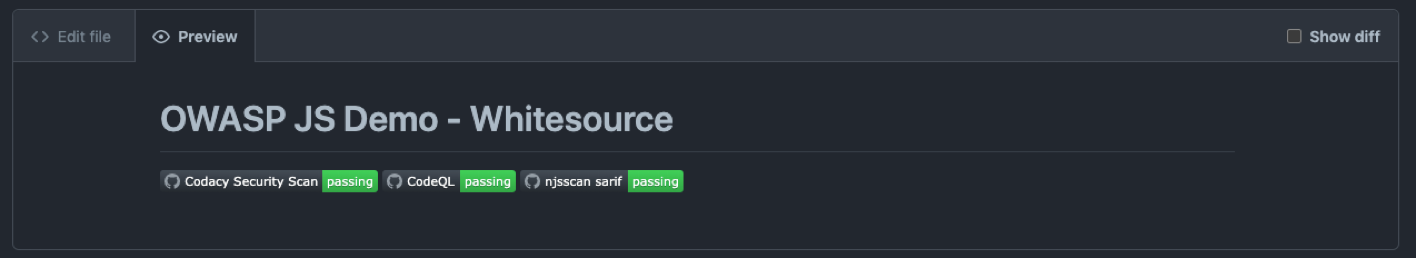 Edit file Preview Show diff
OWASP JS Demo - Whitesource
Codacy Security Scan passing CodeQL passing njsscan sarif passing